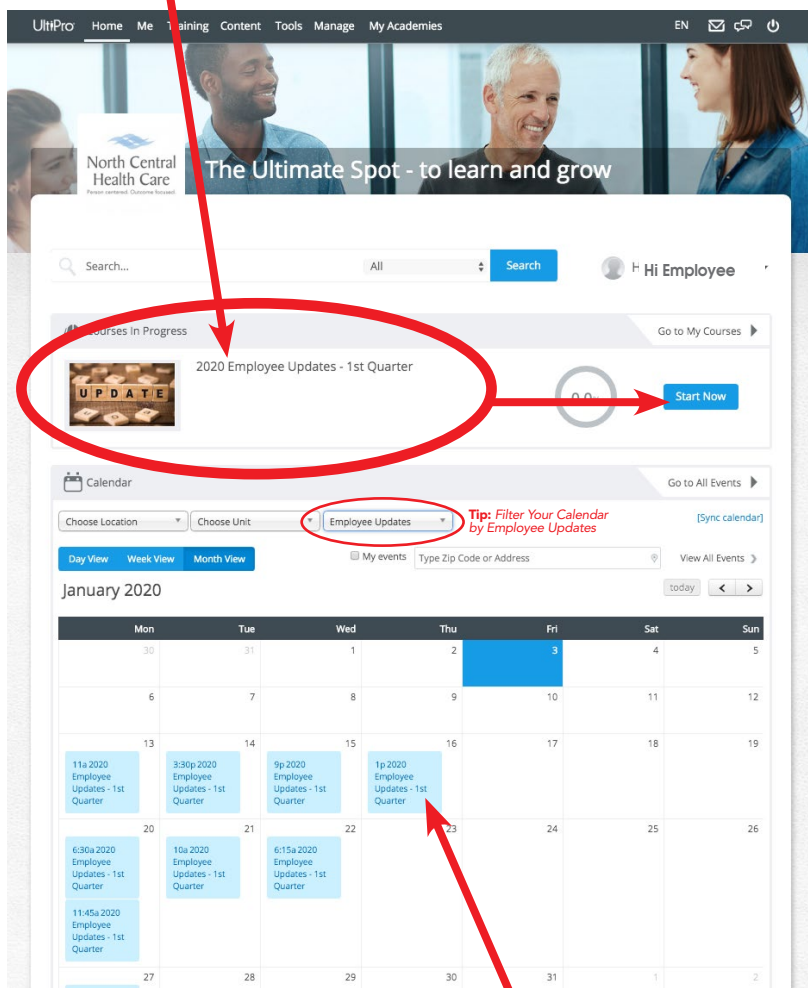 UltiPro Home Me Training Content Tools Manage My Academies EN
North Central
Health Care
Person centered. Outcome focused.
The Ultimate Spot - to learn and grow
Search... All Search H Hi Employee
Courses In Progress Go to My Courses
UPDATE
2020 Employee Updates - 1st Quarter
Start Now
Calendar Go to All Events
Choose Location Choose Unit Employee Updates Tip: Filter Your Calendar
by Employee Updates
[Sync calendar]
Day View Week View Month View My events Type Zip Code or Address View All Events
January 2020 today < >
Mon Tue Wed Thu Fri Sat Sun
30 31 1 2 3 4 5
6 7 8 9 10 11 12
13 14 15 16 17 18 19
11a 2020
Employee
Updates - 1st
Quarter
3:30p 2020
Employee
Updates - 1st
Quarter
9p 2020
Employee
Updates - 1st
Quarter
1p 2020
Employee
Updates - 1st
Quarter
20 21 22 23 24 25 26
6:30a 2020
Employee
Updates - 1st
Quarter
10a 2020
Employee
Updates - 1st
Quarter
6:15a 2020
Employee
Updates - 1st
Quarter
11:45a 2020
Employee
Updates - 1st
Quarter
27 28 29 30 31 1 2